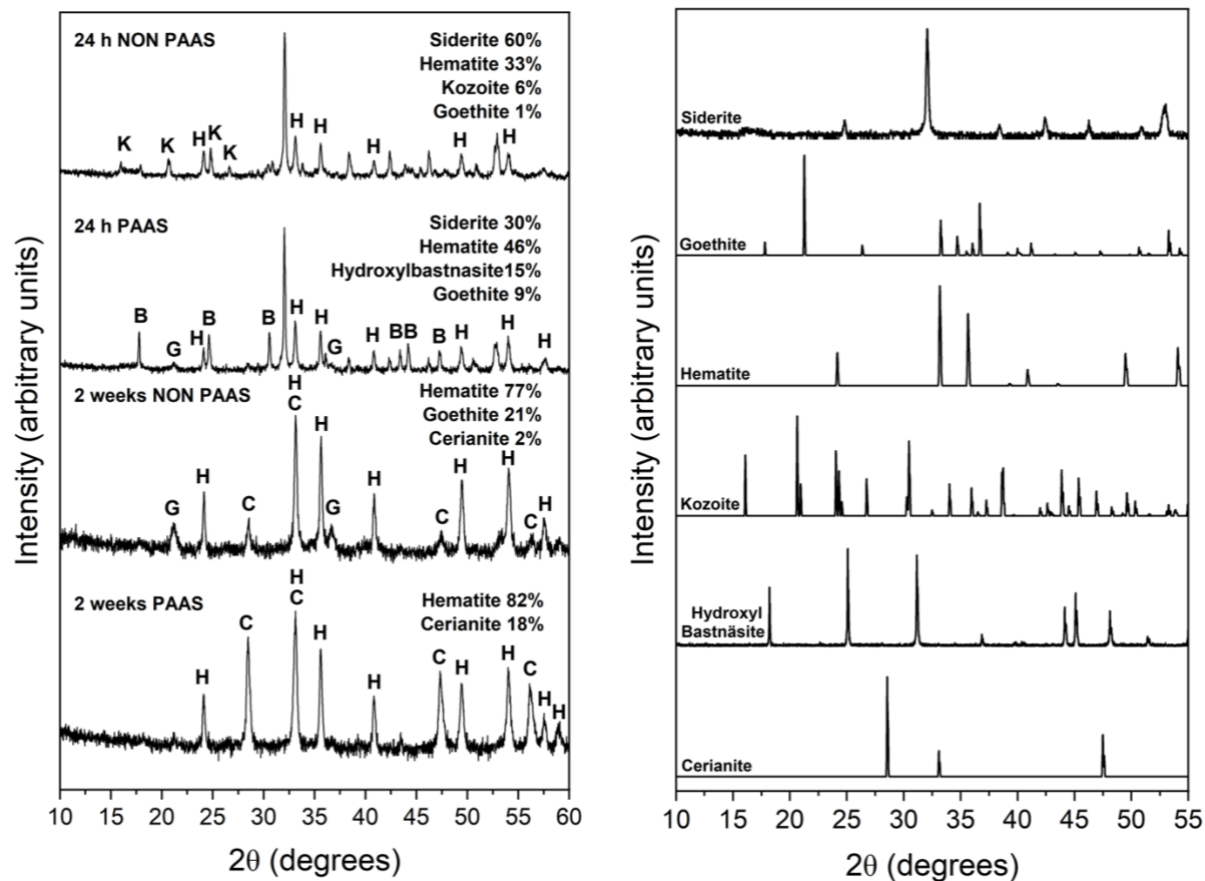 24 h NON PAAS
Siderite 60%
Hematite 33%
Kozoite 6%
Goethite 1%
K
K
H
K
K
H
H
H
H
H
24 h PAAS
Siderite 30%
Hematite 46%
Hydroxylbastnasite15%
Goethite 9%
B
G
H
B
B
H
H
G
H
B
B
B
H
H
H
2 weeks NON PAAS
Hematite 77%
Goethite 21%
Cerianite 2%
G
H
C
H
C
H
G
H
C
H
H
C
H
2 weeks PAAS
Hematite 82%
Cerianite 18%
H
C
H
C
H
H
C
H
H
C
H
H
10 15 20 25 30 35 40 45 50 55 60
2θ (degrees)
Intensity (arbitrary units)
Siderite
Goethite
Hematite
Kozoite
Hydroxyl
Bastnäsite
Cerianite
10 15 20 25 30 35 40 45 50 55
2θ (degrees)
Intensity (arbitrary units)